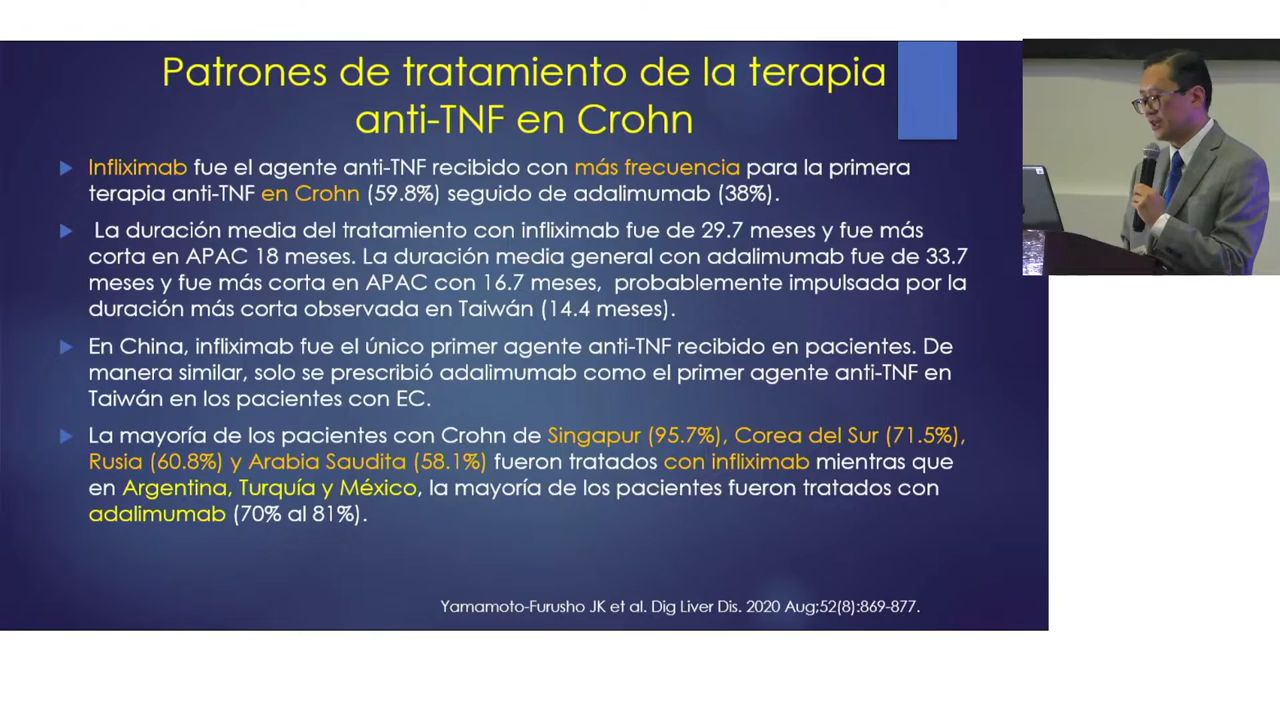 Patrones de tratamiento de la terapia
anti-TNF en Crohn
Infliximab fue el agente anti-TNF recibido con más frecuencia para la primera
terapia anti-TNF en Crohn (59.8%) seguido de adalimumab (38%).
La duración media del tratamiento con infliximab fue de 29.7 meses y fue más
corta en APAC 18 meses. La duración media general con adalimumab fue de 33.7
meses y fue más corta en APAC con 16.7 meses, probablemente impulsada por la
duración más corta observada en Taiwán (14.4 meses).
En China, infliximab fue el único primer agente anti-TNF recibido en pacientes. De
manera similar, solo se prescribió adalimumab como el primer agente anti-TNF en
Taiwán en los pacientes con EC.
La mayoría de los pacientes con Crohn de Singapur (95.7%), Corea del Sur (71.5%),
Rusia (60.8%) y Arabia Saudita (58.1%) fueron tratados con infliximab mientras que
en Argentina, Turquía y México, la mayoría de los pacientes fueron tratados con
adalimumab (70% al 81%).
Yamamoto-Furusho JK et al. Dig Liver Dis. 2020 Aug;52(8):869-877.